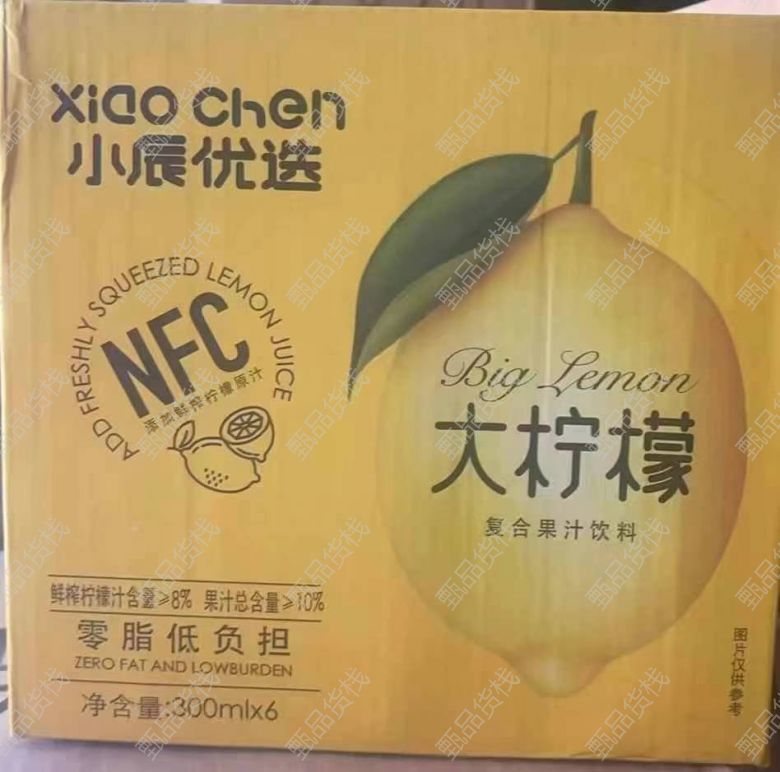 xiao chen
小辰优选
ADD FRESHLY SQUEEZED LEMON JUICE
NFC
添加鲜榨柠檬原汁
Big Lemon
大柠檬
复合果汁饮料
鲜榨柠檬汁含量≥8% 果汁总含量≥10%
零脂低负担
ZERO FAT AND LOWBURDEN
净含量:300mlx6
图片仅供参考
甄品货栈